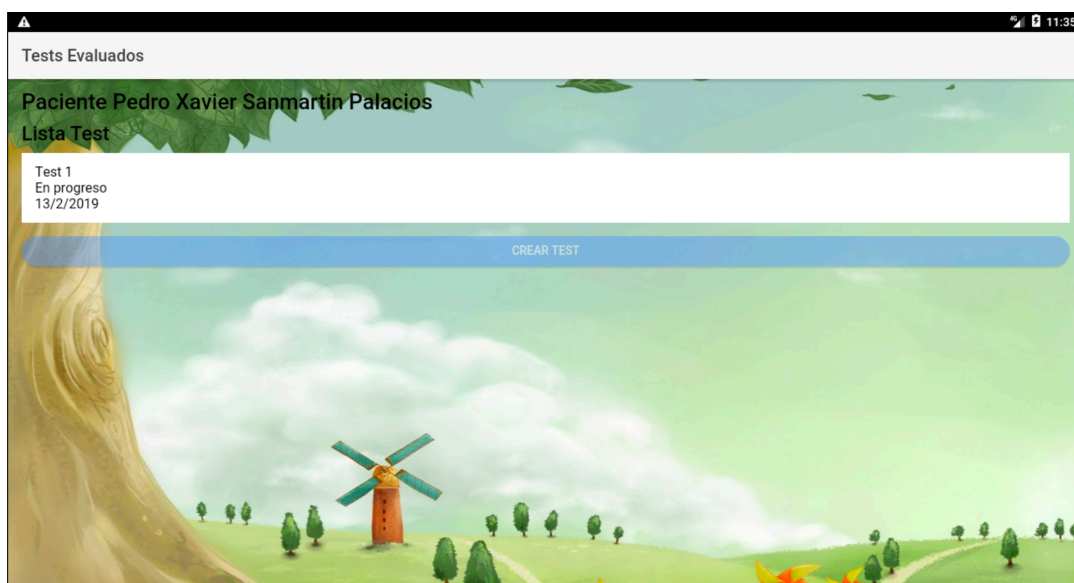 4G 11:35
Tests Evaluados
Paciente Pedro Xavier Sanmartin Palacios
Lista Test
Test 1
En progreso
13/2/2019
CREAR TEST